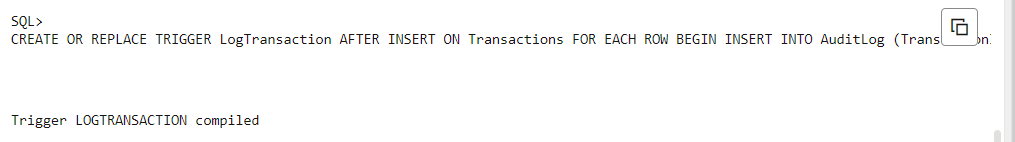 SQL>
CREATE OR REPLACE TRIGGER LogTransaction AFTER INSERT ON Transactions FOR EACH ROW BEGIN INSERT INTO AuditLog
Trigger LOGTRANSACTION compiled